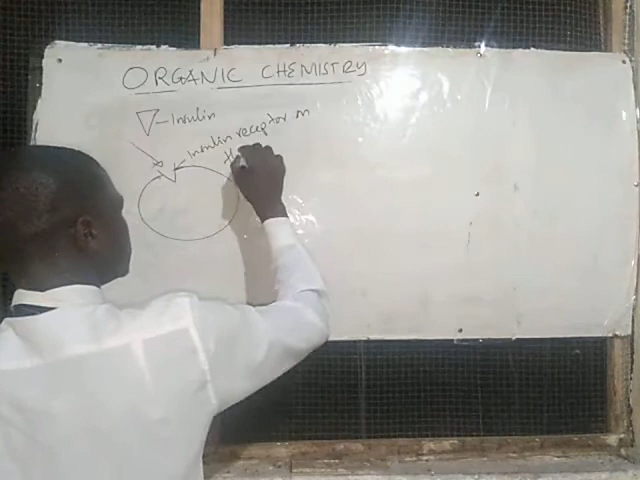 ORGANIC CHEMISTRY
▽ - Insulin
Insulin receptor on